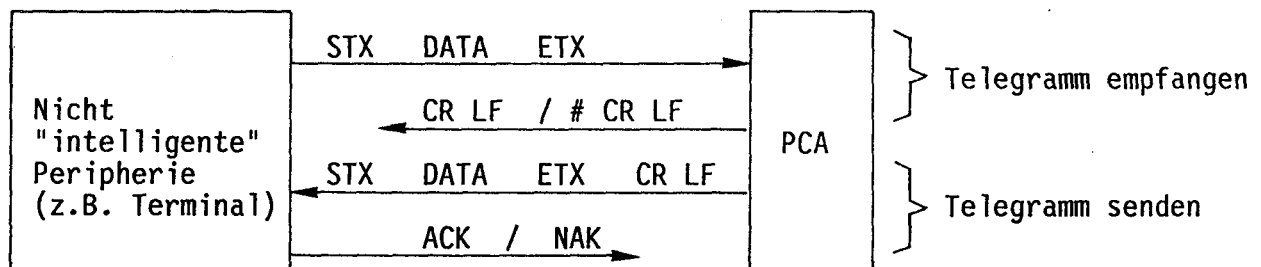 STX DATA ETX
Telegramm empfangen
Nicht
"intelligente"
Peripherie
(z.B. Terminal)
CR LF / # CR LF
PCA
STX DATA ETX CR LF
Telegramm senden
ACK / NAK